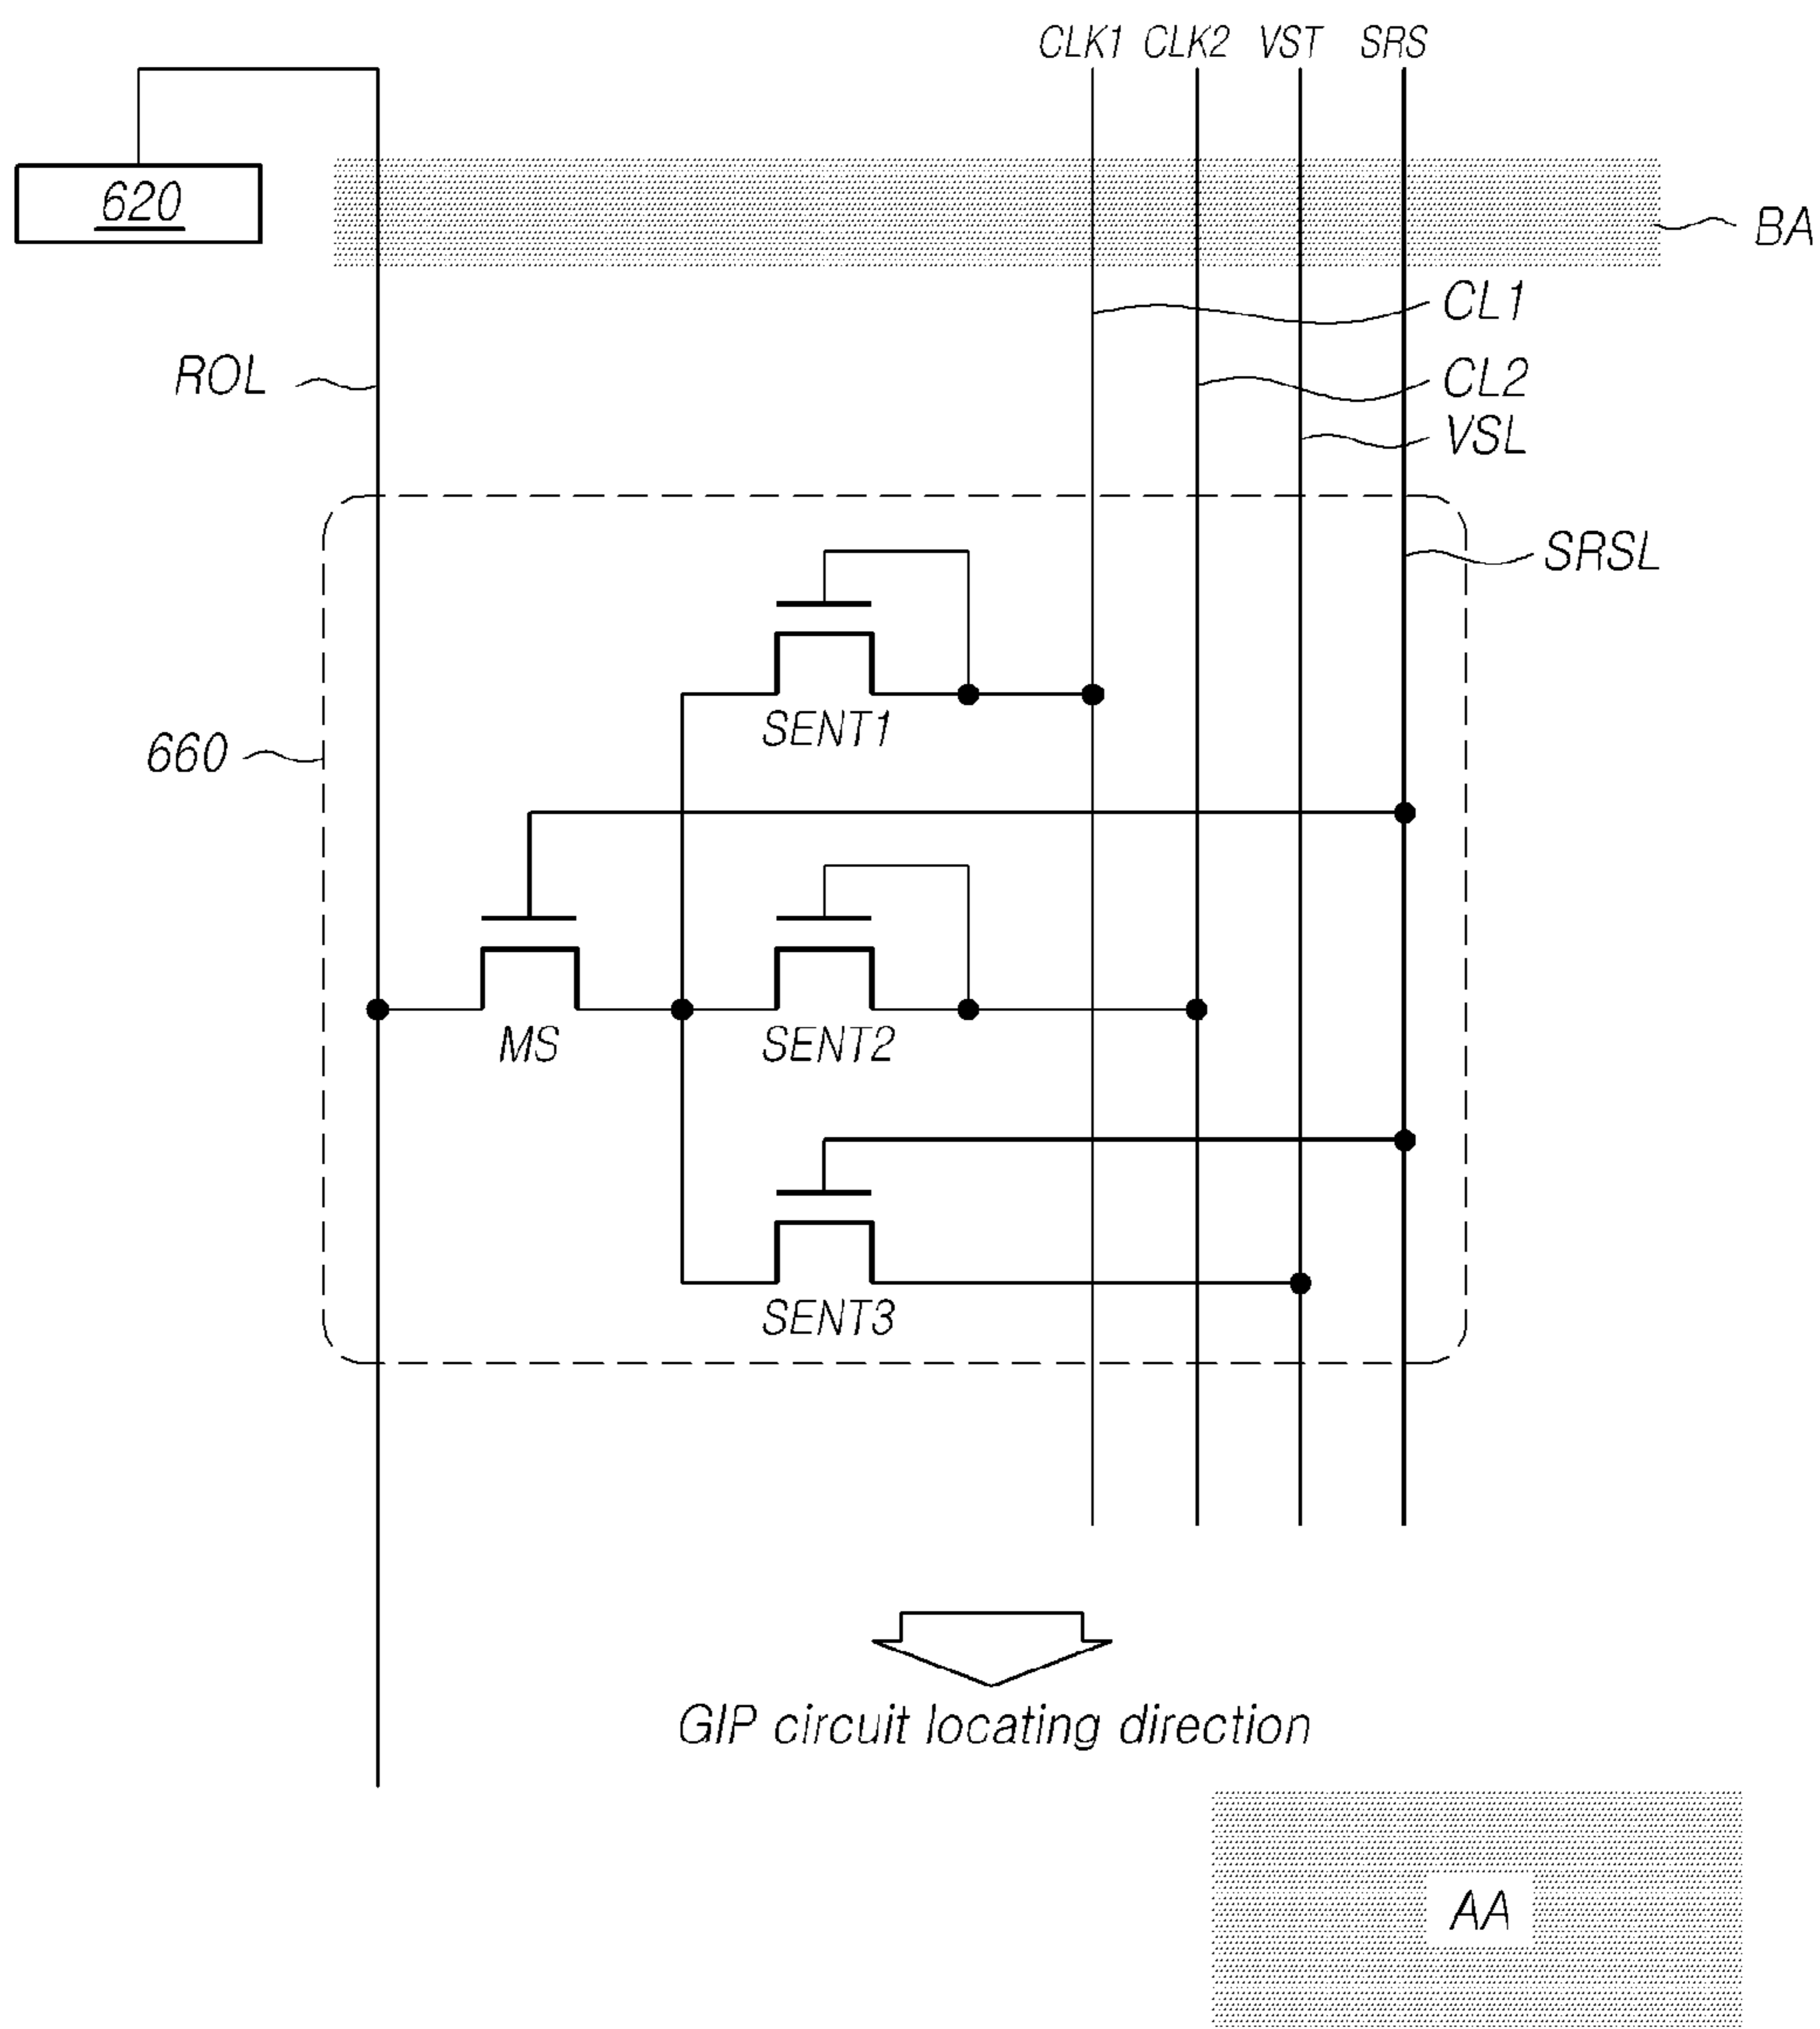 CLK1 CLK2 VST SRS
620
BA
CL1
ROL
CL2
VSL
SRSL
SENT1
660
MS
SENT2
SENT3
GIP circuit locating direction
AA